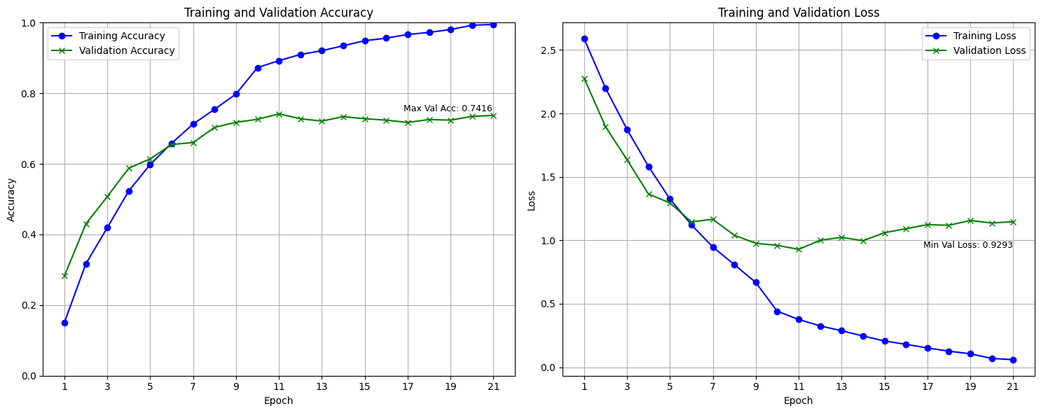 Training and Validation Accuracy
Training Accuracy
Validation Accuracy
Max Val Acc: 0.7416
1.0
0.8
0.6
0.4
0.2
0.0
Accuracy
1 3 5 7 9 11 13 15 17 19 21
Epoch
Training and Validation Loss
Training Loss
Validation Loss
Min Val Loss: 0.9293
2.5
2.0
1.5
1.0
0.5
0.0
Loss
1 3 5 7 9 11 13 15 17 19 21
Epoch